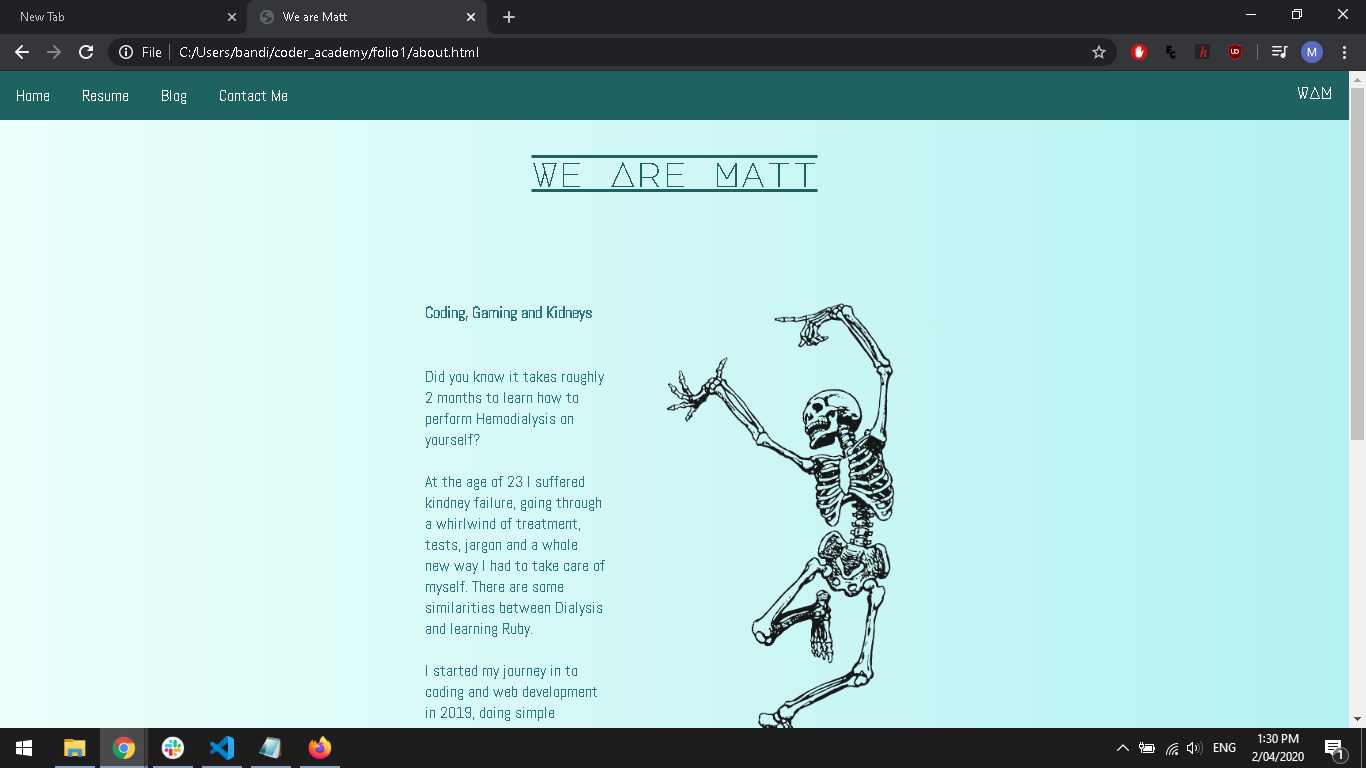 New Tab
We are Matt
File
C:/Users/bandi/coder_academy/folio1/about.html
M
Home
Resume
Blog
Contact Me
WAM
WE ARE MATT
Coding, Gaming and Kidneys
Did you know it takes roughly
2 months to learn how to
perform Hemodialysis on
yourself?
At the age of 23 I suffered
kindney failure, going through
a whirlwind of treatment,
tests, jargon and a whole
new way I had to take care of
myself. There are some
similarities between Dialysis
and learning Ruby.
I started my journey in to
coding and web development
in 2019, doing simple
ENG
1:30 PM
2/04/2020
1